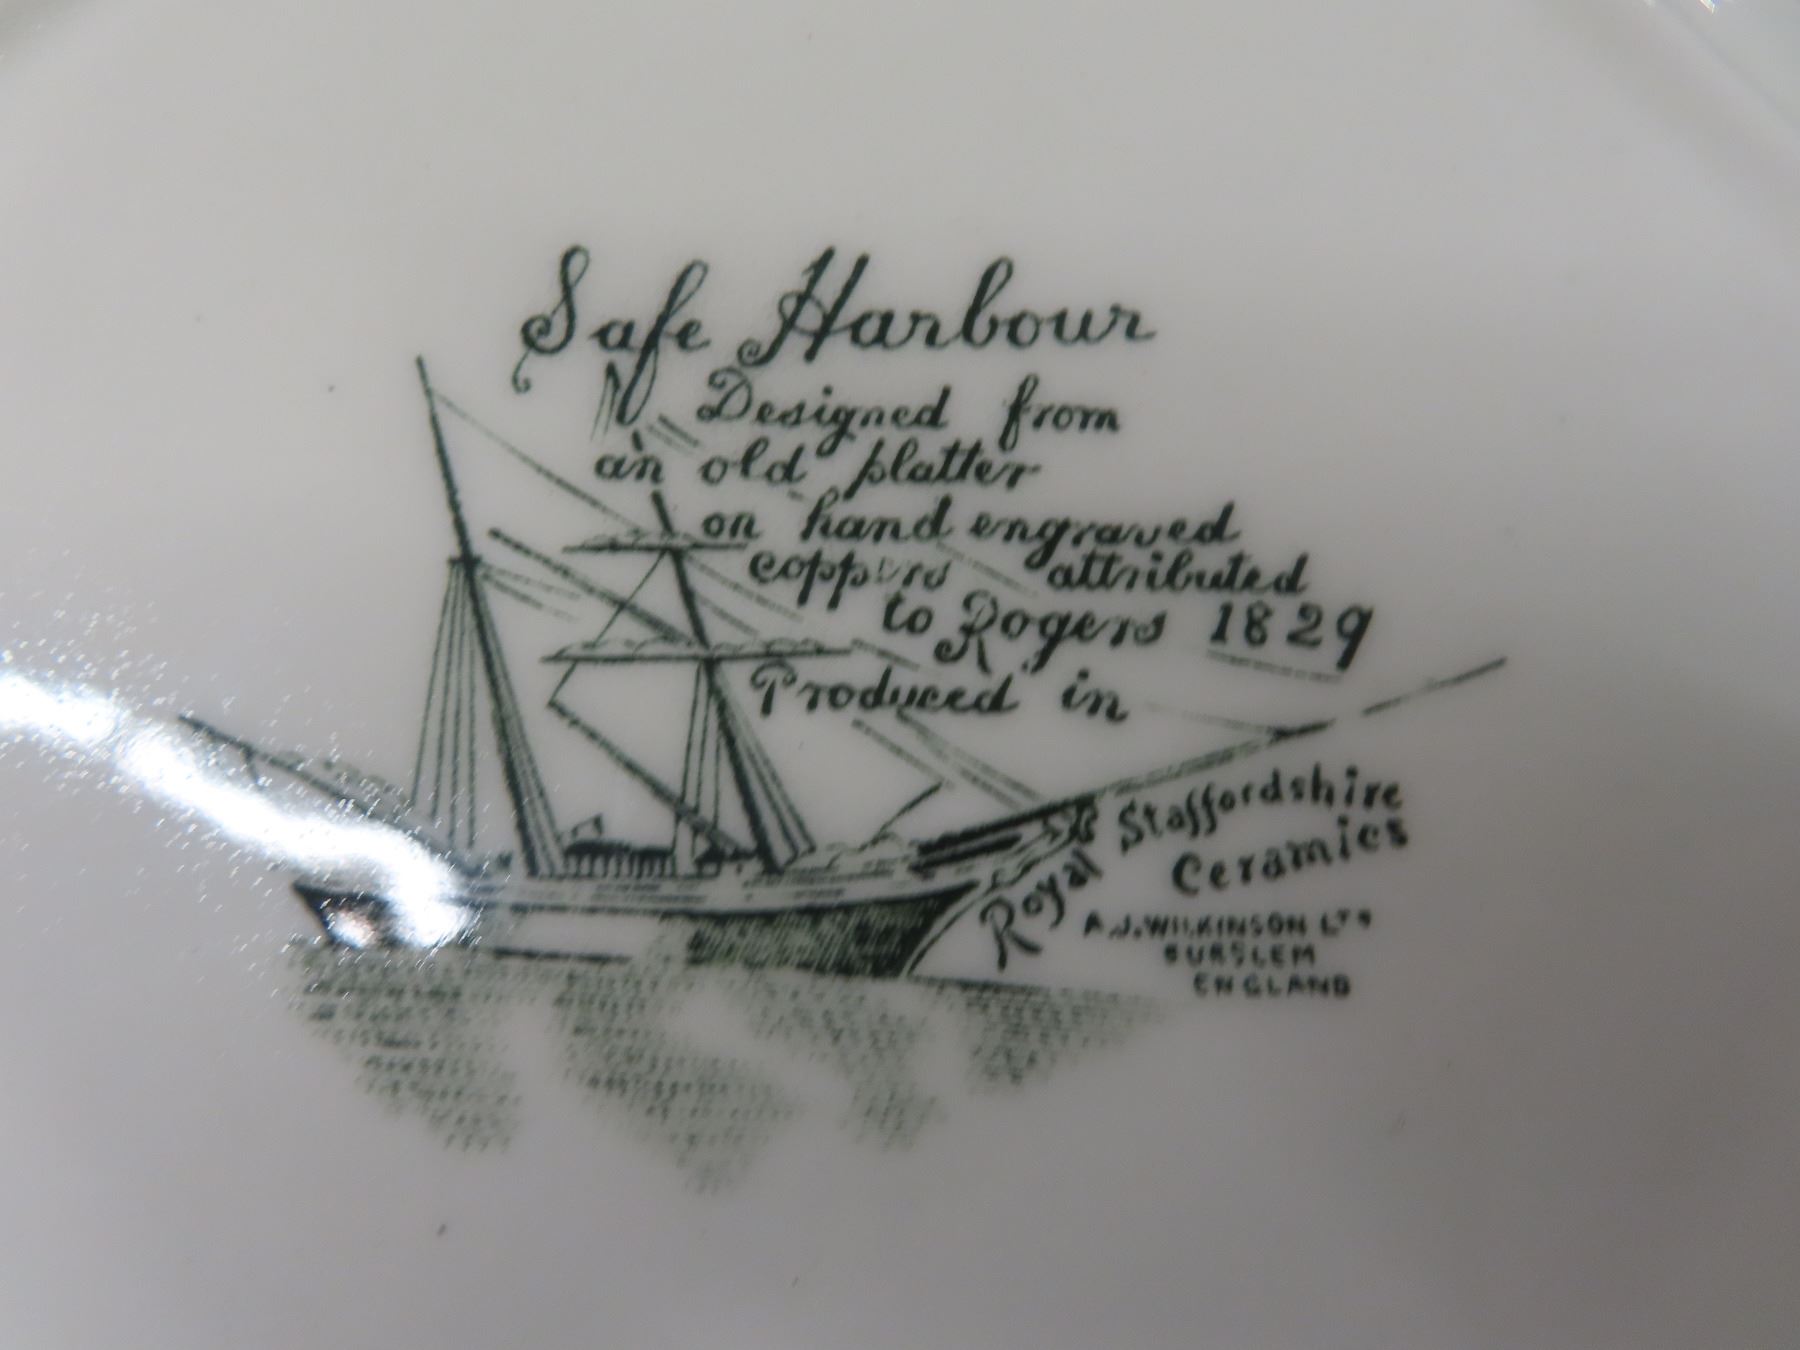 Safe Harbour
Designed from
an old platter
on hand engraved
coppers attributed
to Rogers 1829
Produced in
Royal Staffordshire
Ceramics
A.J. WILKINSON LTD
BURSLEM
ENGLAND